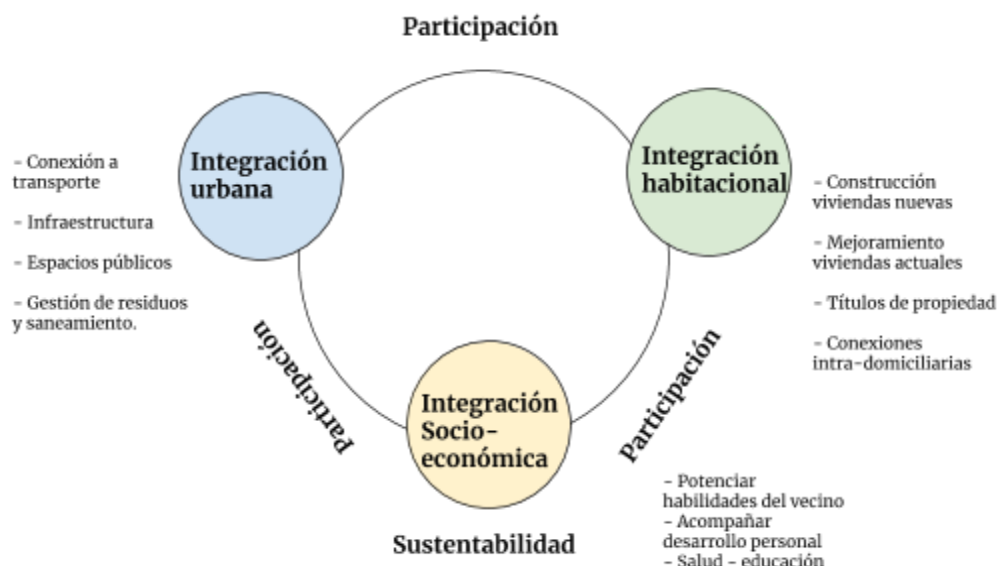 Participación
Integración
urbana
- Conexión a
transporte
- Infraestructura
- Espacios públicos
- Gestión de residuos
y saneamiento.
Integración
habitacional
- Construcción
viviendas nuevas
- Mejoramiento
viviendas actuales
- Títulos de propiedad
- Conexiones
intra-domiciliarias
Participación
Participación
Integración
Socio-
económica
- Potenciar
habilidades del vecino
- Acompañar
desarrollo personal
- Salud - educación
Sustentabilidad